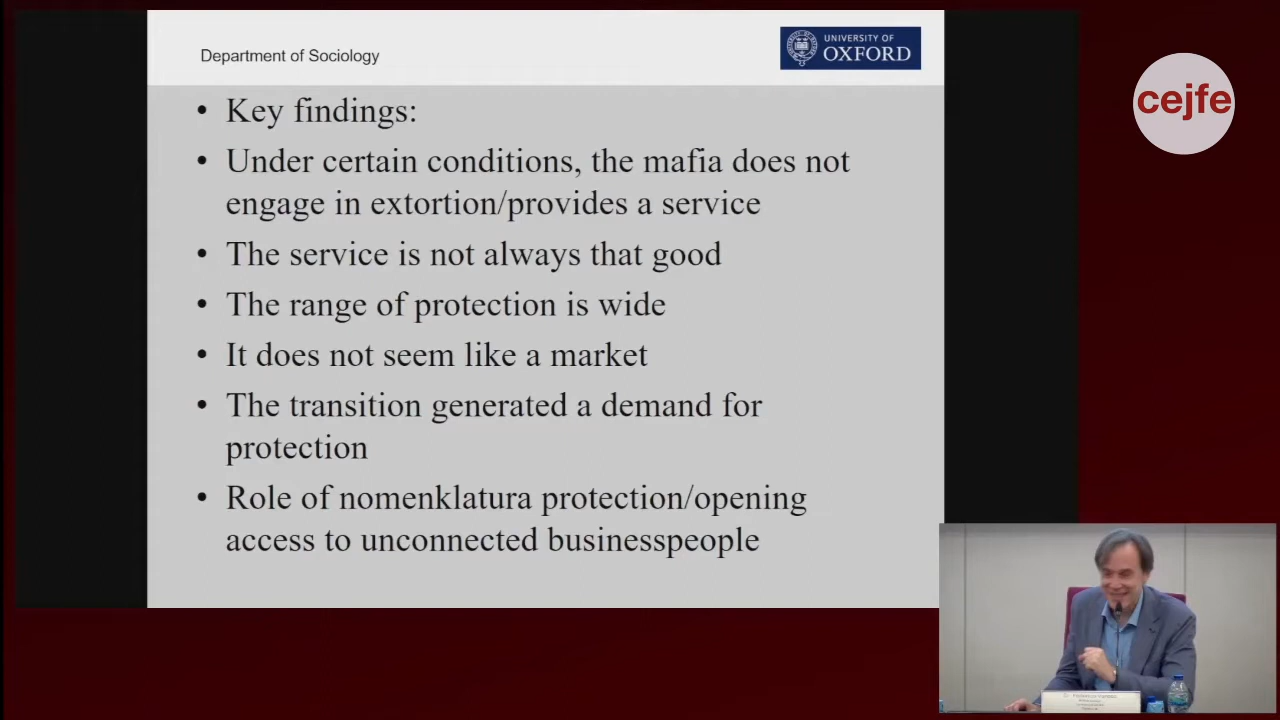 Department of Sociology
UNIVERSITY OF
OXFORD
cejfe
• Key findings:
• Under certain conditions, the mafia does not
engage in extortion/provides a service
• The service is not always that good
• The range of protection is wide
• It does not seem like a market
• The transition generated a demand for
protection
• Role of nomenklatura protection/opening
access to unconnected businesspeople